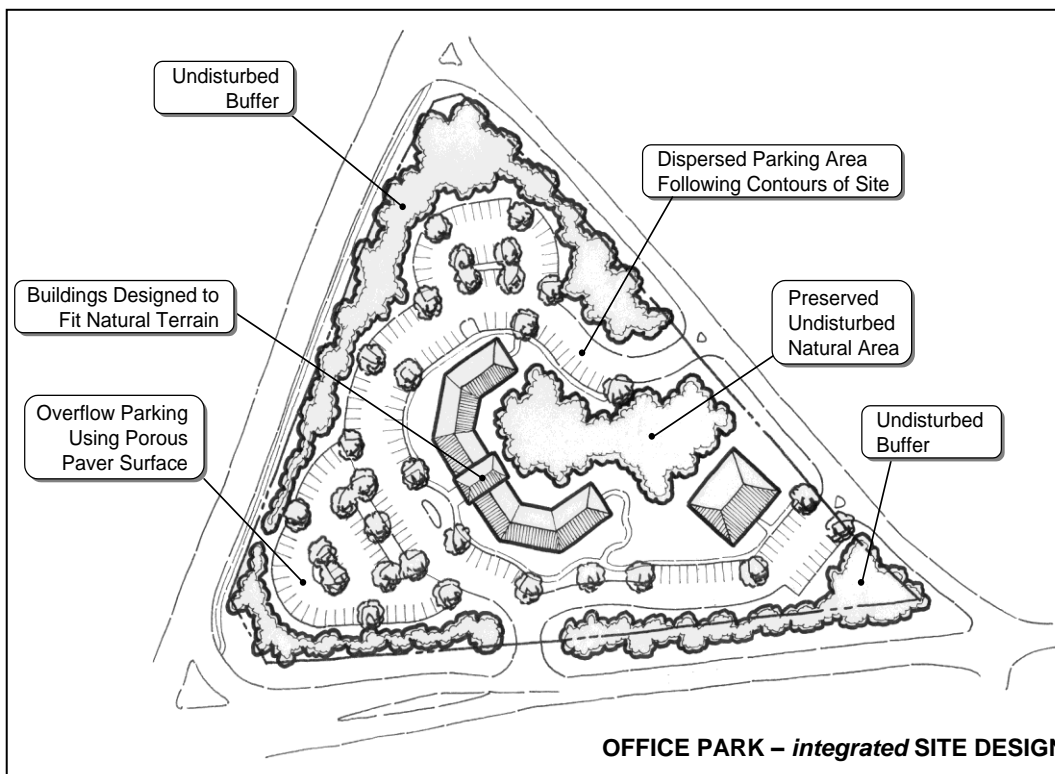 Undisturbed
Buffer
Dispersed Parking Area
Following Contours of Site
Buildings Designed to
Fit Natural Terrain
Preserved
Undisturbed
Natural Area
Overflow Parking
Using Porous
Paver Surface
Undisturbed
Buffer
OFFICE PARK – integrated SITE DESIGN